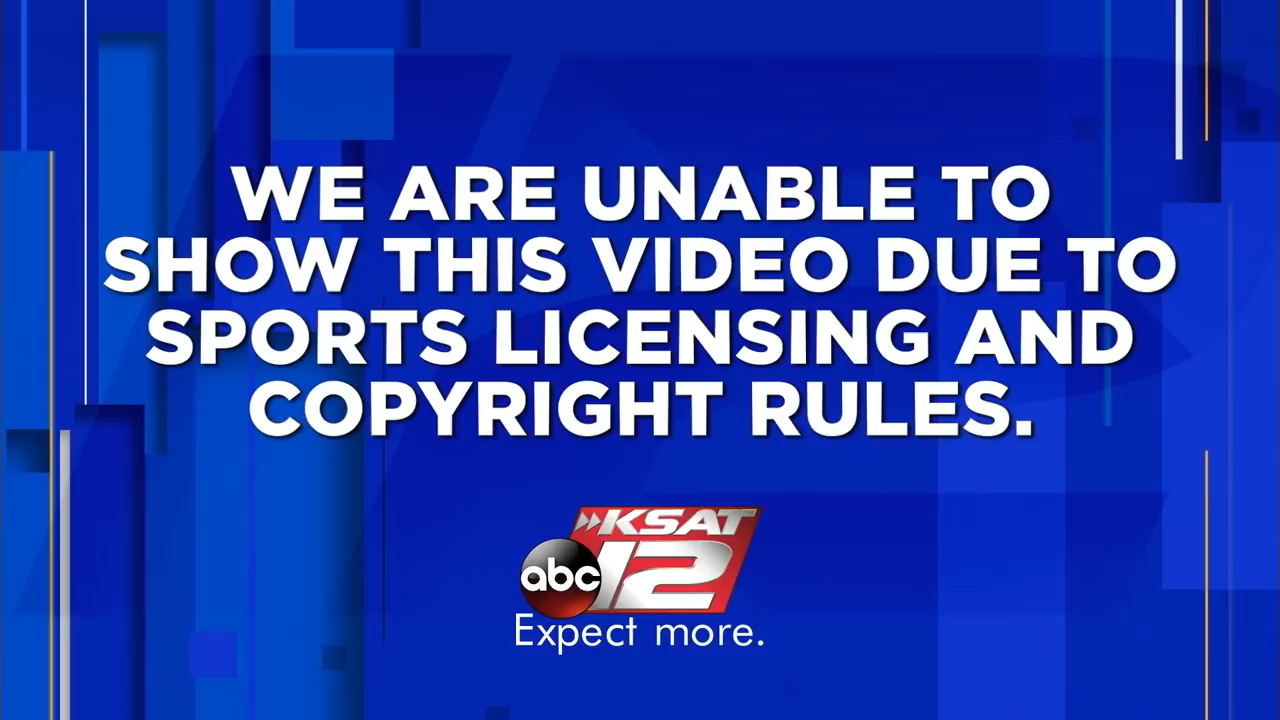 WE ARE UNABLE TO
SHOW THIS VIDEO DUE TO
SPORTS LICENSING AND
COPYRIGHT RULES.
KSAT
abc 12
Expect more.